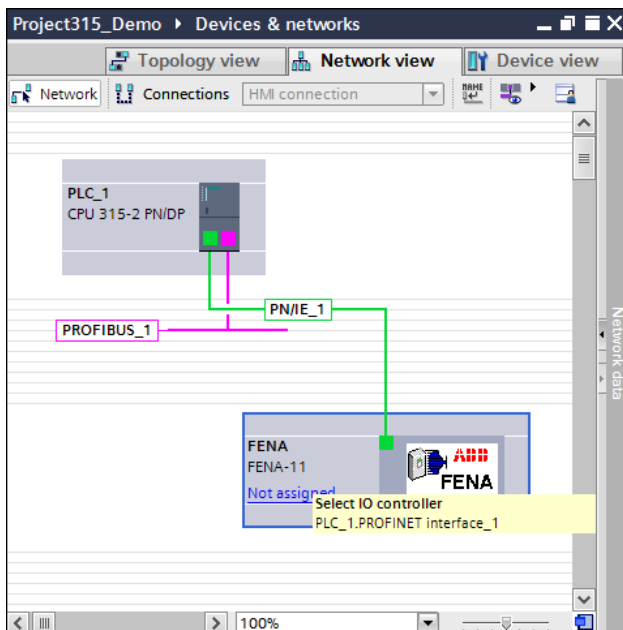 Project315_Demo ▸ Devices & networks
Topology view Network view Device view
Network Connections HMI connection NAME
PLC_1
CPU 315-2 PN/DP
PN/IE_1
PROFIBUS_1
Network data
FENA
FENA-11
ABB
FENA
Not assigned
Select IO controller
PLC_1.PROFINET interface_1
100%